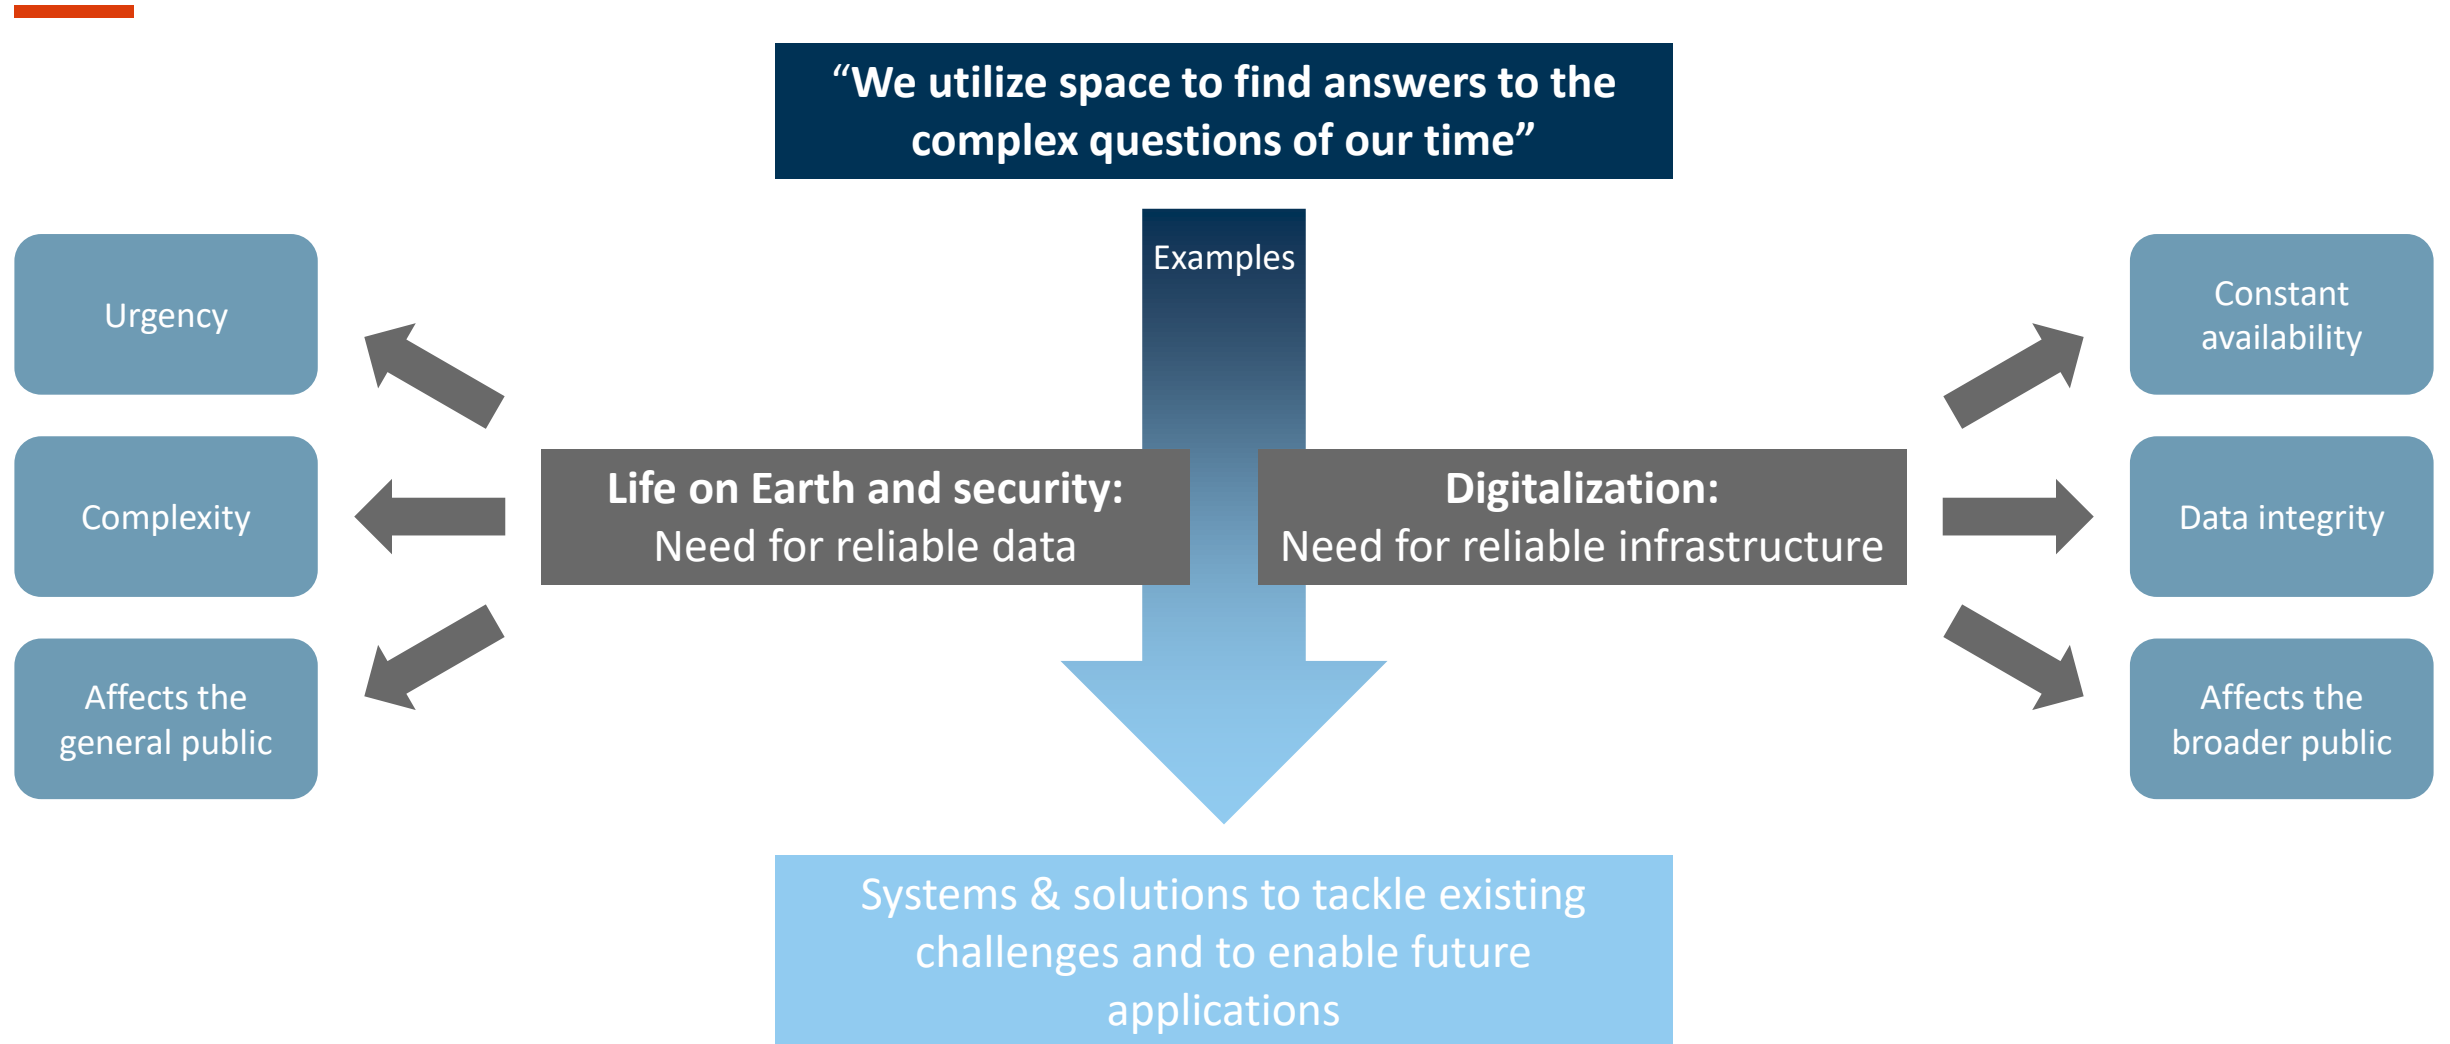 “We utilize space to find answers to the
complex questions of our time”
Examples
Urgency
Complexity
Affects the
general public
Life on Earth and security:
Need for reliable data
Digitalization:
Need for reliable infrastructure
Constant
availability
Data integrity
Affects the
broader public
Systems & solutions to tackle existing
challenges and to enable future
applications